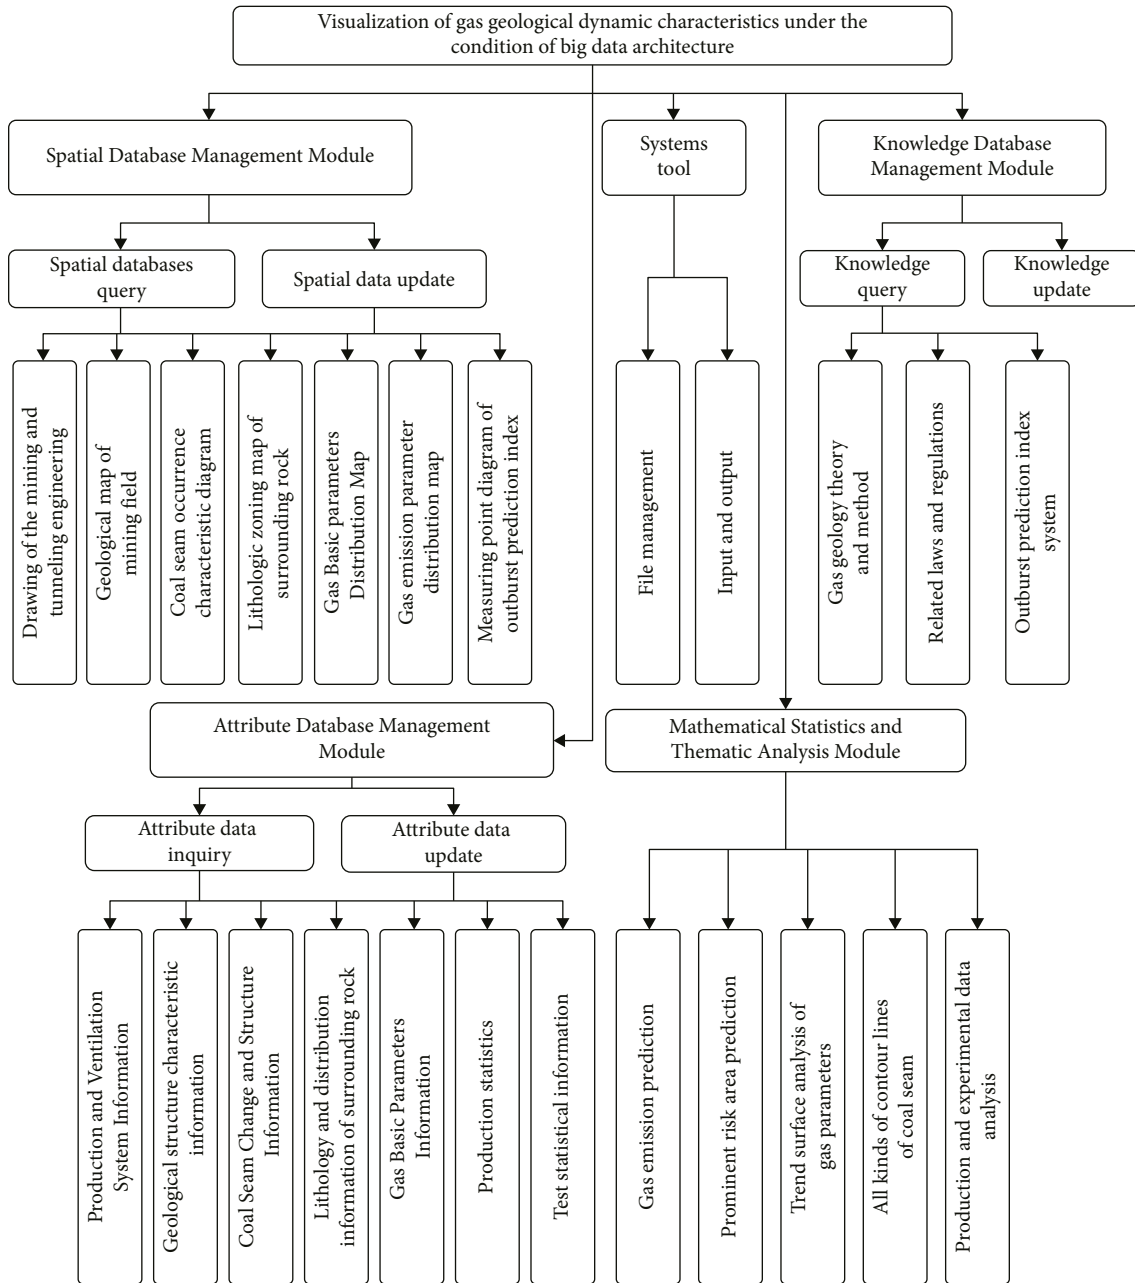 Visualization of gas geological dynamic characteristics under the
condition of big data architecture
Spatial Database Management Module
Systems
tool
Knowledge Database
Management Module
Spatial databases
query
Spatial data update
Knowledge
query
Knowledge
update
Drawing of the mining and
tunneling engineering
Geological map of
mining field
Coal seam occurrence
characteristic diagram
Lithologic zoning map of
surrounding rock
Gas Basic parameters
Distribution Map
Gas emission parameter
distribution map
Measuring point diagram of
outburst prediction index
File management
Input and output
Gas geology theory
and method
Related laws and regulations
Outburst prediction index
system
Attribute Database Management
Module
Mathematical Statistics and
Thematic Analysis Module
Attribute data
inquiry
Attribute data
update
Production and Ventilation
System Information
Geological structure characteristic
information
Coal Seam Change and Structure
Information
Lithology and distribution
information of surrounding rock
Gas Basic Parameters
Information
Production statistics
Test statistical information
Gas emission prediction
Prominent risk area prediction
Trend surface analysis of
gas parameters
All kinds of contour lines
of coal seam
Production and experimental data
analysis